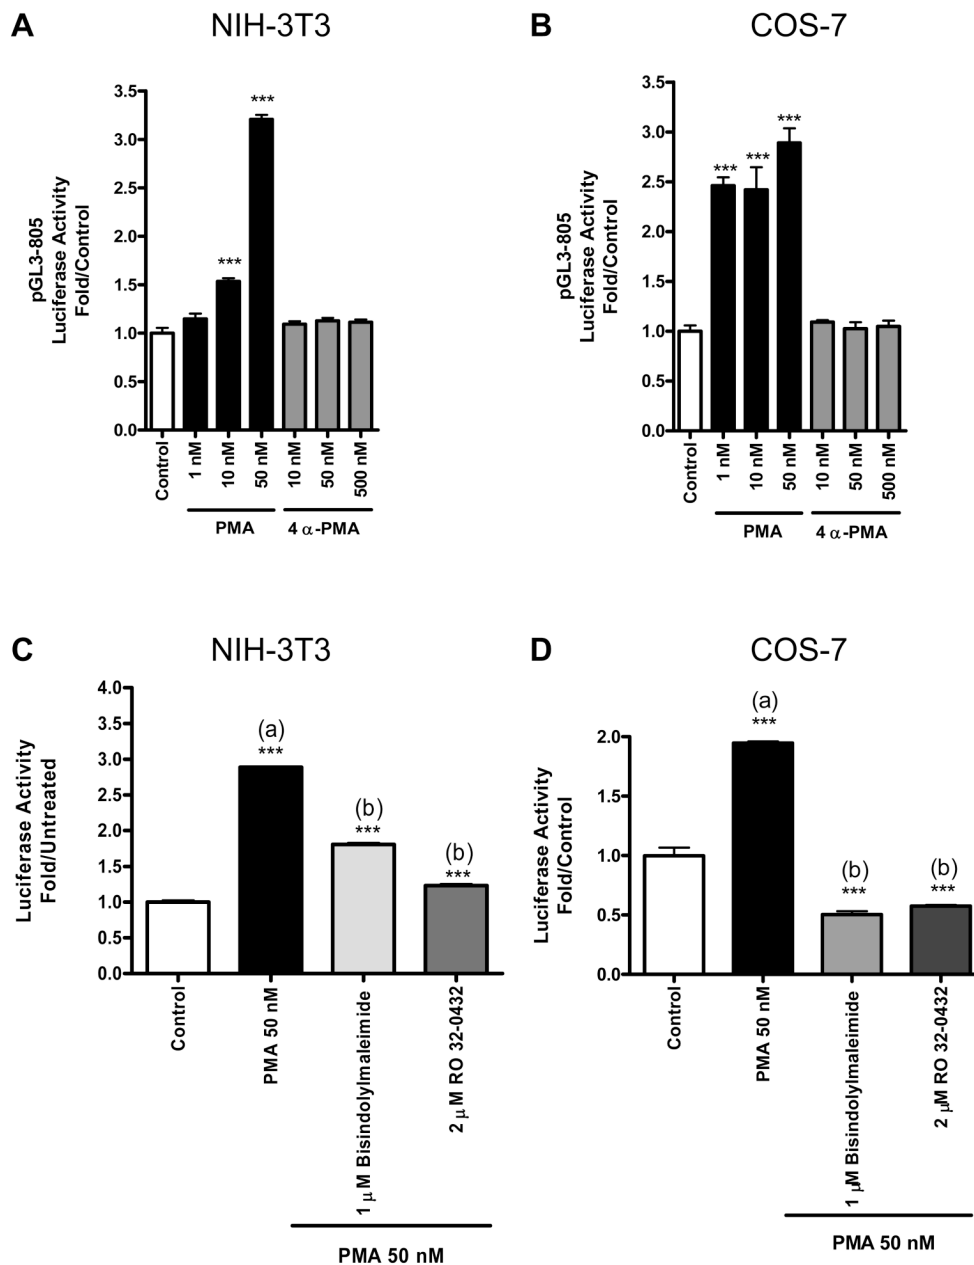 A NIH-3T3
pGL3-805
Luciferase Activity
Fold/Control
3.5
3.0
2.5
2.0
1.5
1.0
0.5
0.0
***
***
Control
1 nM
10 nM
50 nM
10 nM
50 nM
500 nM
PMA
4 α-PMA
B COS-7
pGL3-805
Luciferase Activity
Fold/Control
3.5
3.0
2.5
2.0
1.5
1.0
0.5
0.0
***
***
***
Control
1 nM
10 nM
50 nM
10 nM
50 nM
500 nM
PMA
4 α-PMA
C NIH-3T3
Luciferase Activity
Fold/Untreated
4.0
3.5
3.0
2.5
2.0
1.5
1.0
0.5
0.0
(a)
***
(b)
***
(b)
***
Control
PMA 50 nM
1 μM Bisindolylmaleimide
2 μM RO 32-0432
PMA 50 nM
D COS-7
Luciferase Activity
Fold/Control
2.0
1.5
1.0
0.5
0.0
(a)
***
(b)
***
(b)
***
Control
PMA 50 nM
1 μM Bisindolylmaleimide
2 μM RO 32-0432
PMA 50 nM